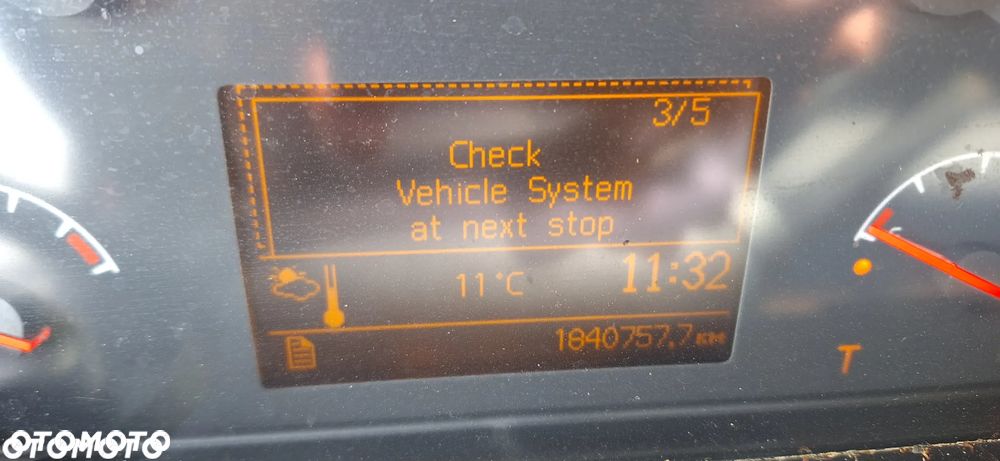 3/5
Check
Vehicle System
at next stop
11°C
11:32
1840757,7 KM
T
OTOMOTO